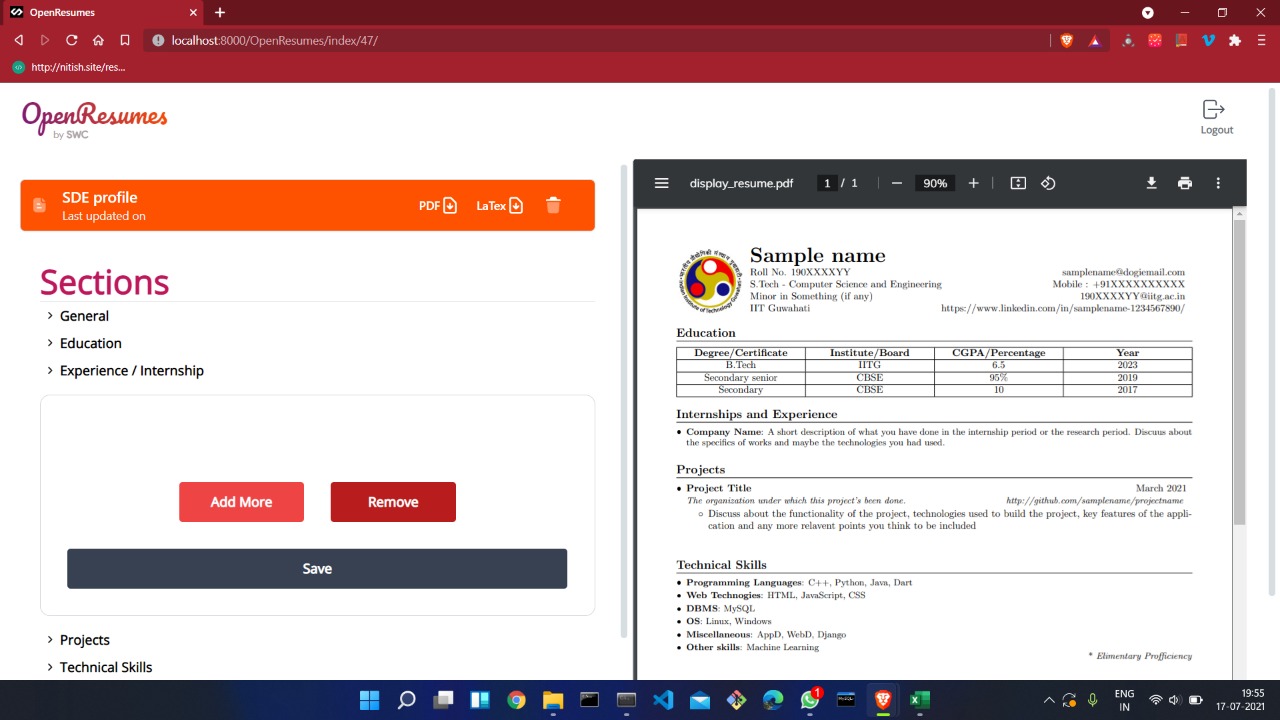 OpenResumes
localhost:8000/OpenResumes/index/47/
http://nitish.site/res...
OpenResumes
by SWC
Logout
SDE profile
Last updated on
PDF
LaTex
Sections
General
Education
Experience / Internship
Add More
Remove
Save
Projects
Technical Skills
display_resume.pdf
1 / 1
90%
Sample name
Roll No. 190XXXXYY
samplename@dogiemail.com
S.Tech - Computer Science and Engineering
Mobile : +91XXXXXXXXXX
Minor in Something (if any)
190XXXXYY@iitg.ac.in
IIT Guwahati
https://www.linkedin.com/in/samplename-1234567890/
Education
Degree/Certificate Institute/Board CGPA/Percentage Year
B.Tech IITG 6.5 2023
Secondary senior CBSE 95% 2019
Secondary CBSE 10 2017
Internships and Experience
• Company Name: A short description of what you have done in the internship period or the research period. Discuus about
the specifics of works and maybe the technologies you had used.
Projects
• Project Title March 2021
The organization under which this project's been done. http://github.com/samplename/projectname
◦ Discuss about the functionality of the project, technologies used to build the project, key features of the appli-
cation and any more relavent points you think to be included
Technical Skills
• Programming Languages: C++, Python, Java, Dart
• Web Technogies: HTML, JavaScript, CSS
• DBMS: MySQL
• OS: Linux, Windows
• Miscellaneous: AppD, WebD, Django
• Other skills: Machine Learning
* Elimentary Profficiency
1
ENG
IN
19:55
17-07-2021